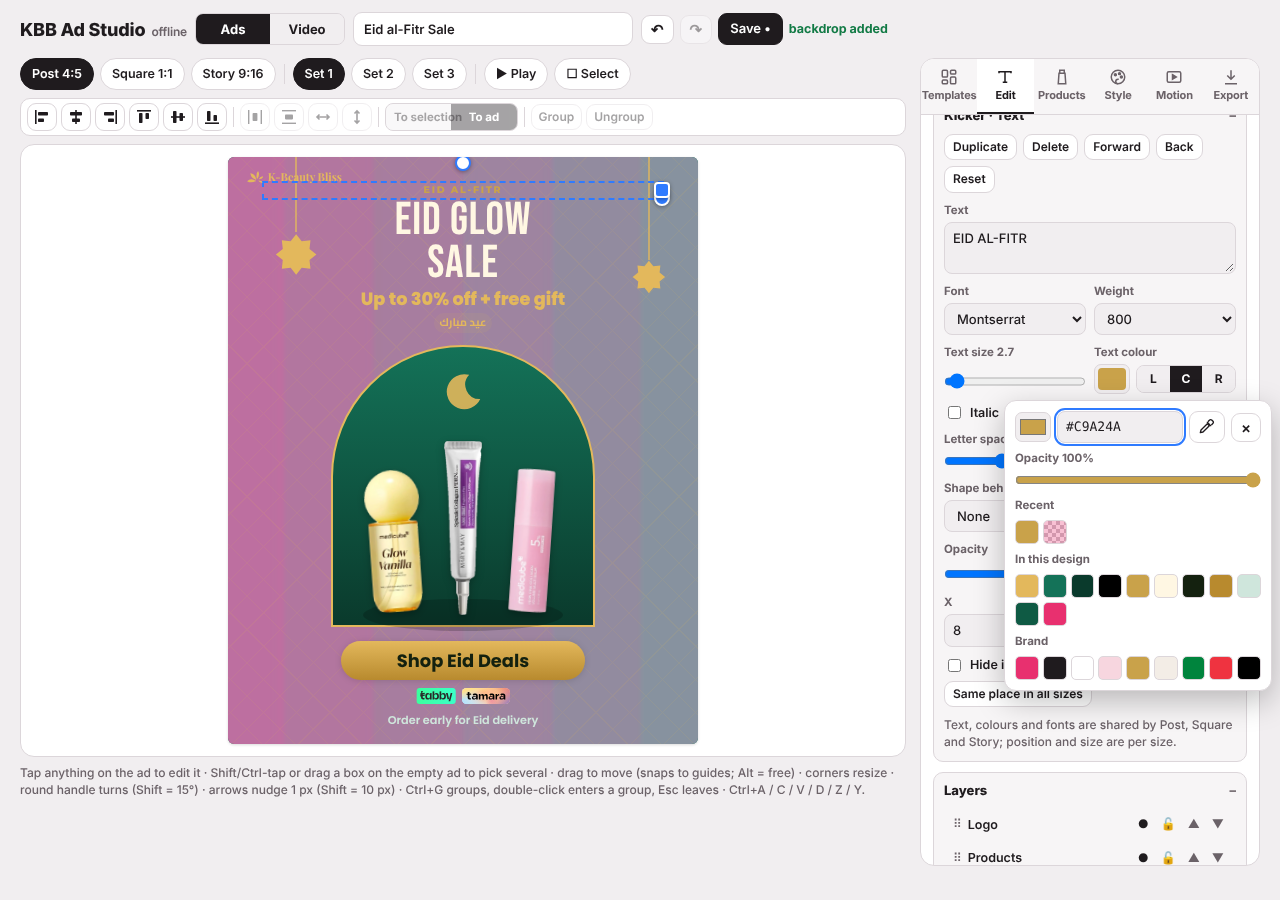 KBB Ad Studio offline
Ads Video
Eid al-Fitr Sale
Save •
backdrop added
Post 4:5 Square 1:1 Story 9:16 Set 1 Set 2 Set 3 ▶ Play ☐ Select
To selection To ad Group Ungroup
K-Beauty Bliss
EID AL-FITR
EID GLOW
SALE
Up to 30% off + free gift
عيد مبارك
medicube
Glow
Vanilla
MARY&MAY
medicube
Shop Eid Deals
tabby tamara
Order early for Eid delivery
Tap anything on the ad to edit it · Shift/Ctrl-tap or drag a box on the empty ad to pick several · drag to move (snaps to guides; Alt = free) · corners resize ·
round handle turns (Shift = 15°) · arrows nudge 1 px (Shift = 10 px) · Ctrl+G groups, double-click enters a group, Esc leaves · Ctrl+A / C / V / D / Z / Y.
Templates Edit Products Style Motion Export
Kicker · Text
Duplicate Delete Forward Back
Reset
Text
EID AL-FITR
Font Weight
Montserrat 800
Text size 2.7 Text colour
L C R
Italic
#C9A24A
×
Letter spac
Opacity 100%
Shape beh
Recent
None
Opacity
In this design
X
8
Brand
Hide i
Same place in all sizes
Text, colours and fonts are shared by Post, Square
and Story; position and size are per size.
Layers
Logo
Products